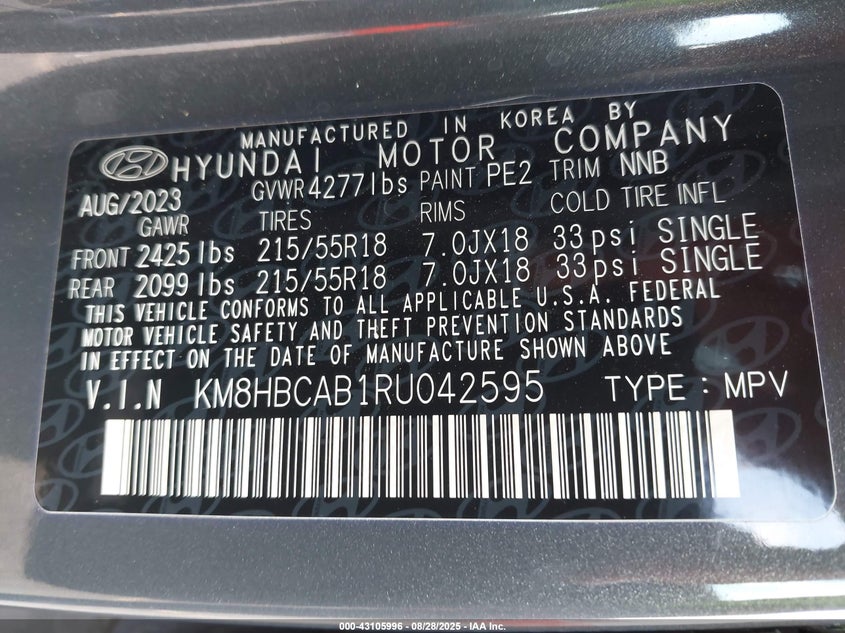 MANUFACTURED IN KOREA BY
HYUNDAI MOTOR COMPANY
AUG/2023 GVWR 4277lbs PAINT PE2 TRIM NNB
GAWR TIRES RIMS COLD TIRE INFL
FRONT 2425 lbs 215/55R18 7.0JX18 33psi SINGLE
REAR 2099 lbs 215/55R18 7.0JX18 33psi SINGLE
THIS VEHICLE CONFORMS TO ALL APPLICABLE U.S.A. FEDERAL
MOTOR VEHICLE SAFETY AND THEFT PREVENTION STANDARDS
IN EFFECT ON THE DATE OF MANUFACTURE SHOWN ABOVE
V.I.N KM8HBCAB1RU042595 TYPE : MPV
000-43105996 - 08/28/2025 - IAA Inc.